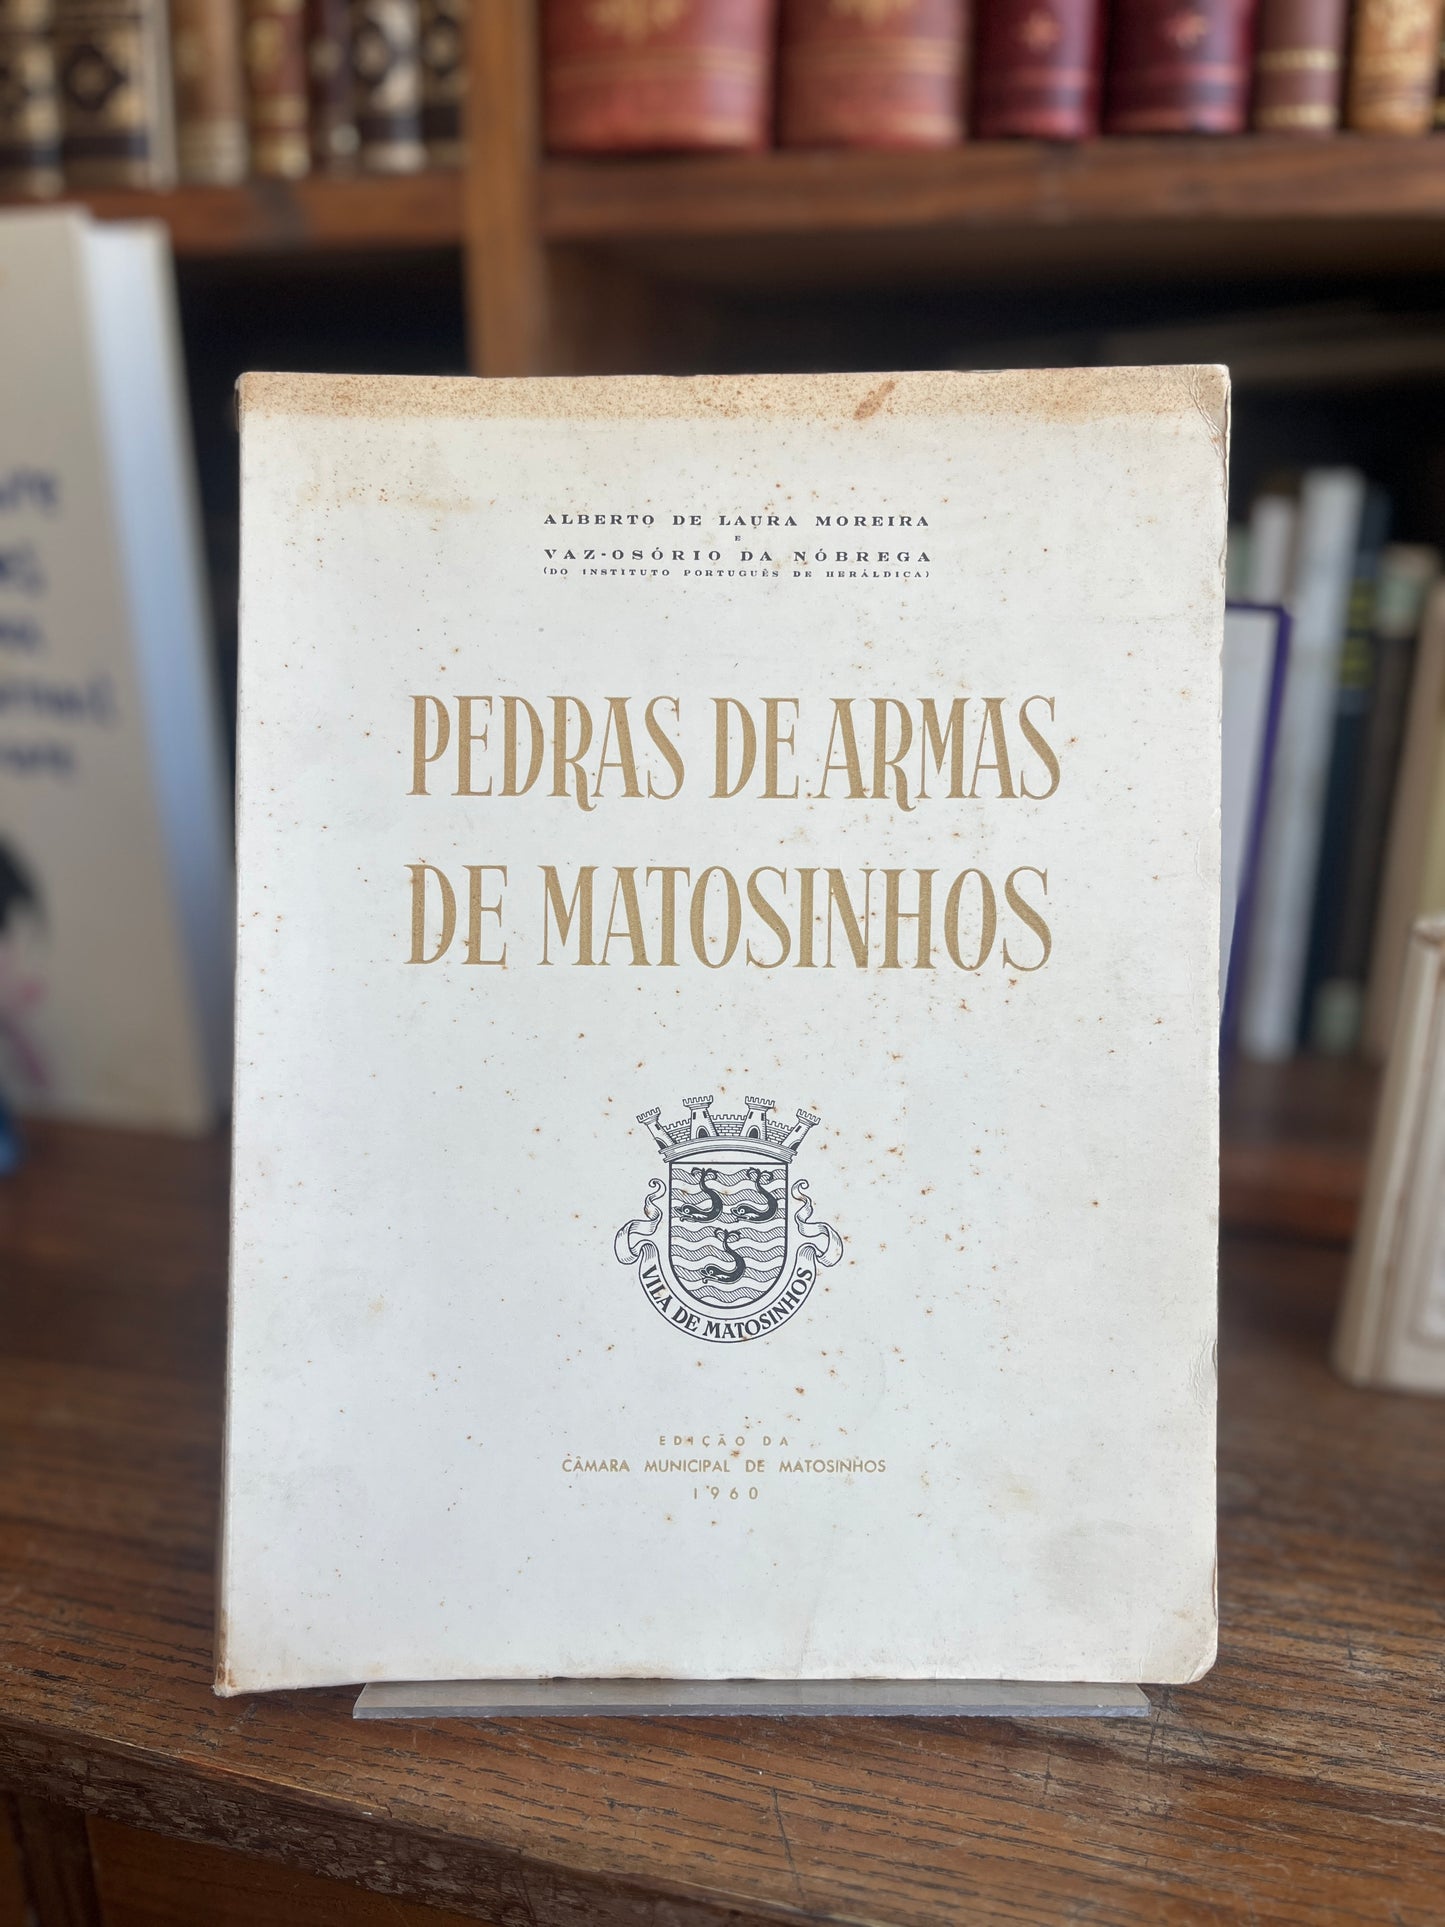 ALBERTO DE LAURA MOREIRA
E
VAZ-OSÓRIO DA NÓBREGA
(DO INSTITUTO PORTUGUÊS DE HERÁLDICA)
PEDRAS DE ARMAS
DE MATOSINHOS
VILA DE MATOSINHOS
EDIÇÃO DA
CÂMARA MUNICIPAL DE MATOSINHOS
1960